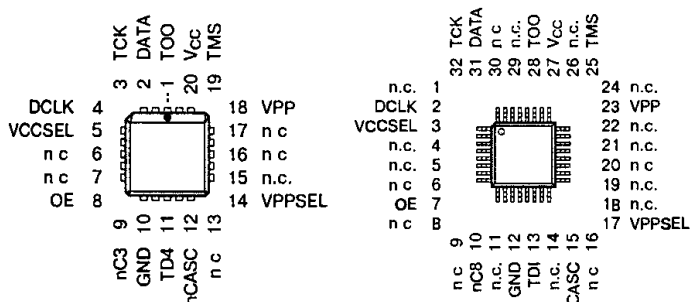 TCK
DATA
TOO
VCC
TMS
3 2 1 20 19
DCLK 4
VCCSEL 5
n c 6
n c 7
OE 8
18 VPP
17 n c
16 n c
15 n.c.
14 VPPSEL
9 10 11 12 13
nC3
GND
TD4
nCASC
n c
TCK
DATA
n c
n.c.
TOO
VCC
n.c.
TMS
32 31 30 29 28 27 26 25
n.c. 1
DCLK 2
VCCSEL 3
n.c. 4
n.c. 5
n c 6
OE 7
n c B
24 n.c.
23 VPP
22 n.c.
21 n.c.
20 n c
19 n.c.
1B n.c.
17 VPPSEL
9 10 11 12 13 14 15 16
n c
nC8
n.c.
GND
TDI
n.c.
CASC
n c